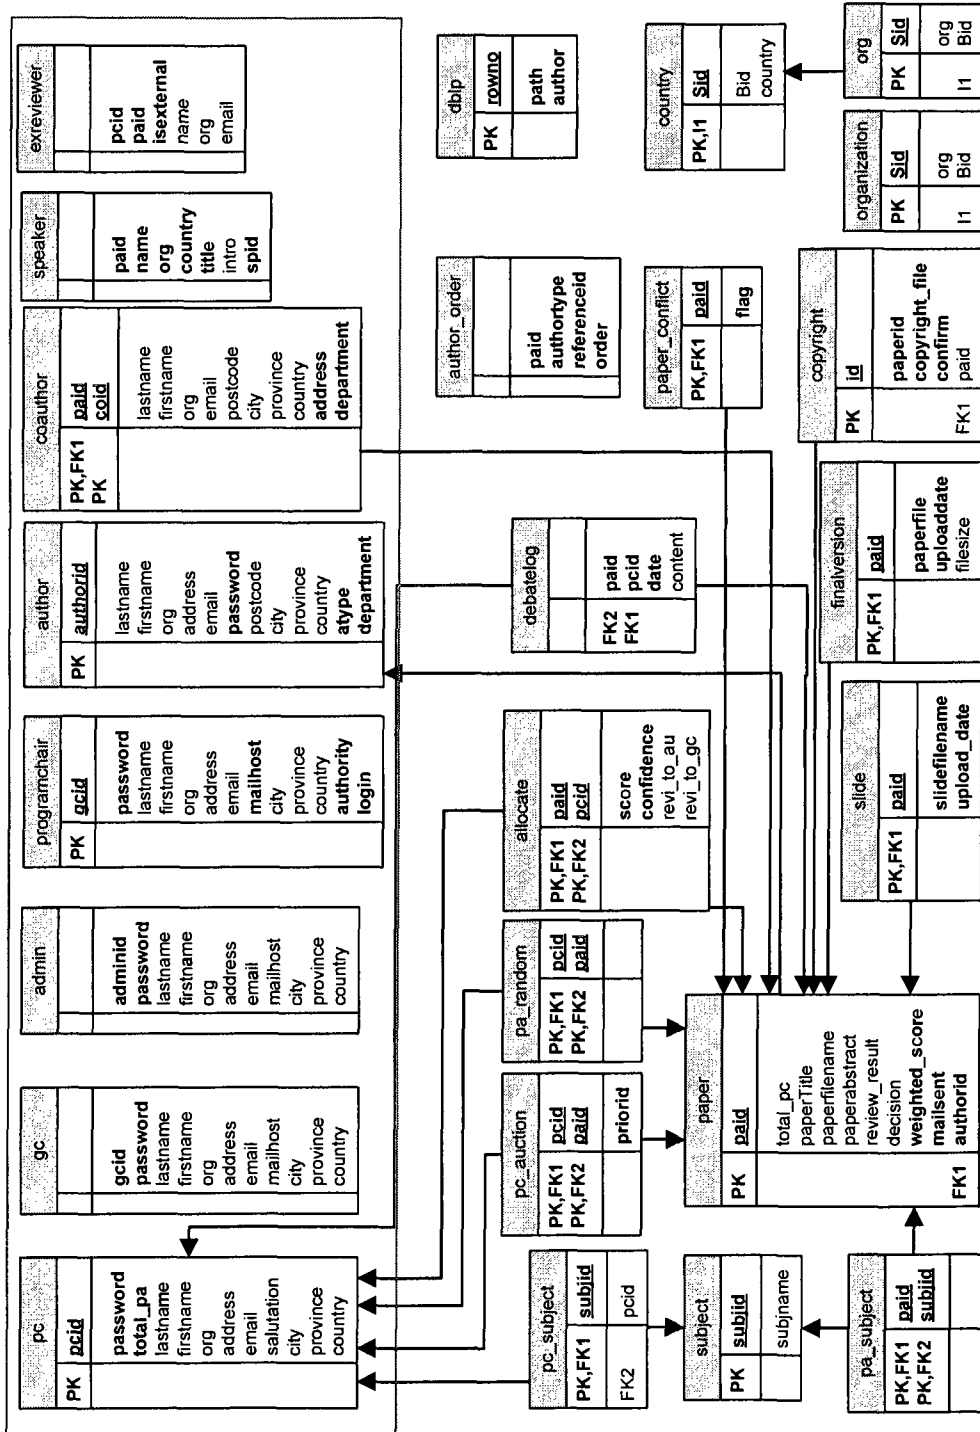 pc
PK pcid
password
total_pa
lastname
firstname
org
address
email
salutation
city
province
country
gc
gcid
password
lastname
firstname
org
address
email
mailhost
city
province
country
admin
adminid
password
lastname
firstname
org
address
email
mailhost
city
province
country
programchair
PK gcid
password
lastname
firstname
org
address
email
mailhost
city
province
country
authority
login
author
PK authorid
lastname
firstname
org
address
email
password
postcode
city
province
country
atype
department
coauthor
PK,FK1 paid
PK coid
lastname
firstname
org
email
postcode
city
province
country
address
department
speaker
paid
name
org
country
title
intro
spid
exreviewer
pcid
paid
isexternal
name
org
email
pc_subject
PK,FK1 subjid
FK2 pcid
pc_auction
PK,FK1 pcid
PK,FK2 paid
priorid
pa_random
PK,FK1 pcid
PK,FK2 paid
allocate
PK,FK1 paid
PK,FK2 pcid
score
confidence
revi_to_au
revi_to_gc
debatelog
FK2 paid
FK1 pcid
date
content
author_order
paid
authortype
referenceid
order
dblp
PK rowno
path
author
subject
PK subjid
subjname
paper
PK paid
total_pc
paperTitle
paperfilename
paperabstract
review_result
decision
weighted_score
mailsent
FK1 authorid
paper_conflict
PK,FK1 paid
flag
country
PK,I1 Sid
Bid
country
pa_subject
PK,FK1 paid
PK,FK2 subjid
slide
PK,FK1 paid
slidefilename
upload_date
finalversion
PK,FK1 paid
paperfile
uploaddate
filesize
copyright
PK id
paperid
copyright_file
confirm
FK1 paid
organization
PK Sid
org
I1 Bid
org
PK Sid
org
I1 Bid